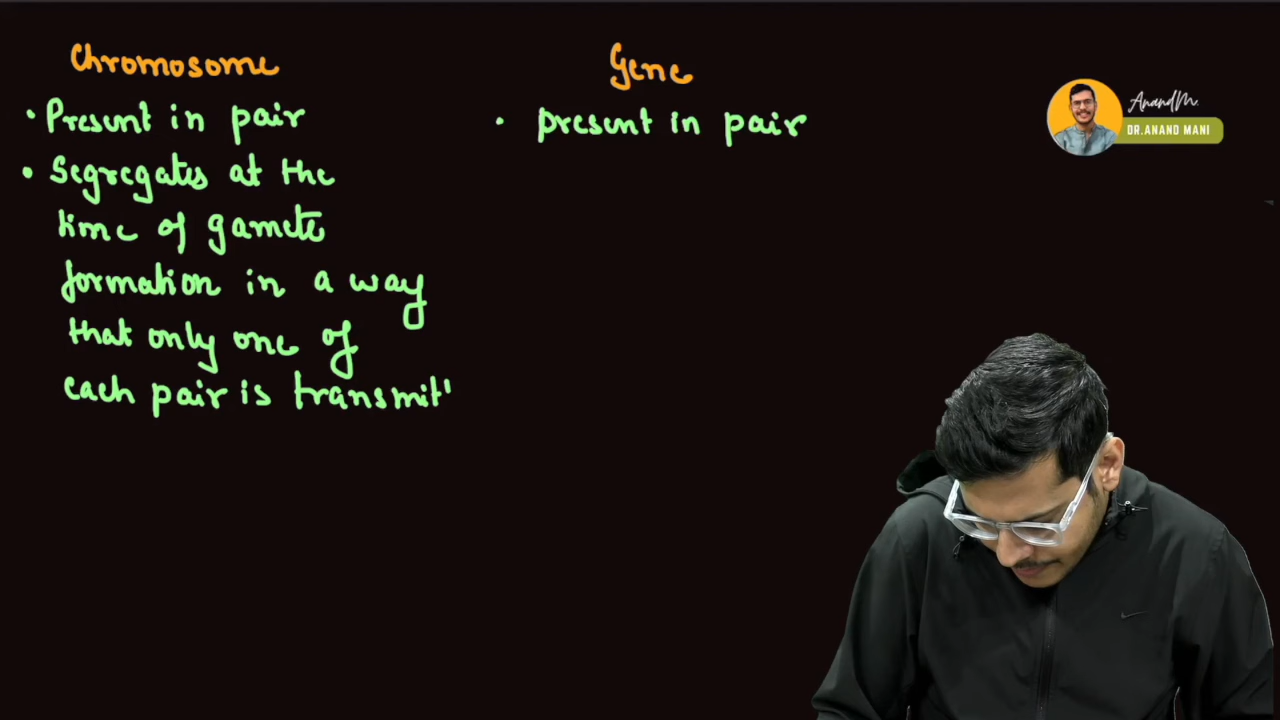 Chromosome
• Present in pair
• Segregates at the
time of gamete
formation in a way
that only one of
each pair is transmit
Gene
• present in pair
AnandM.
DR.ANAND MANI